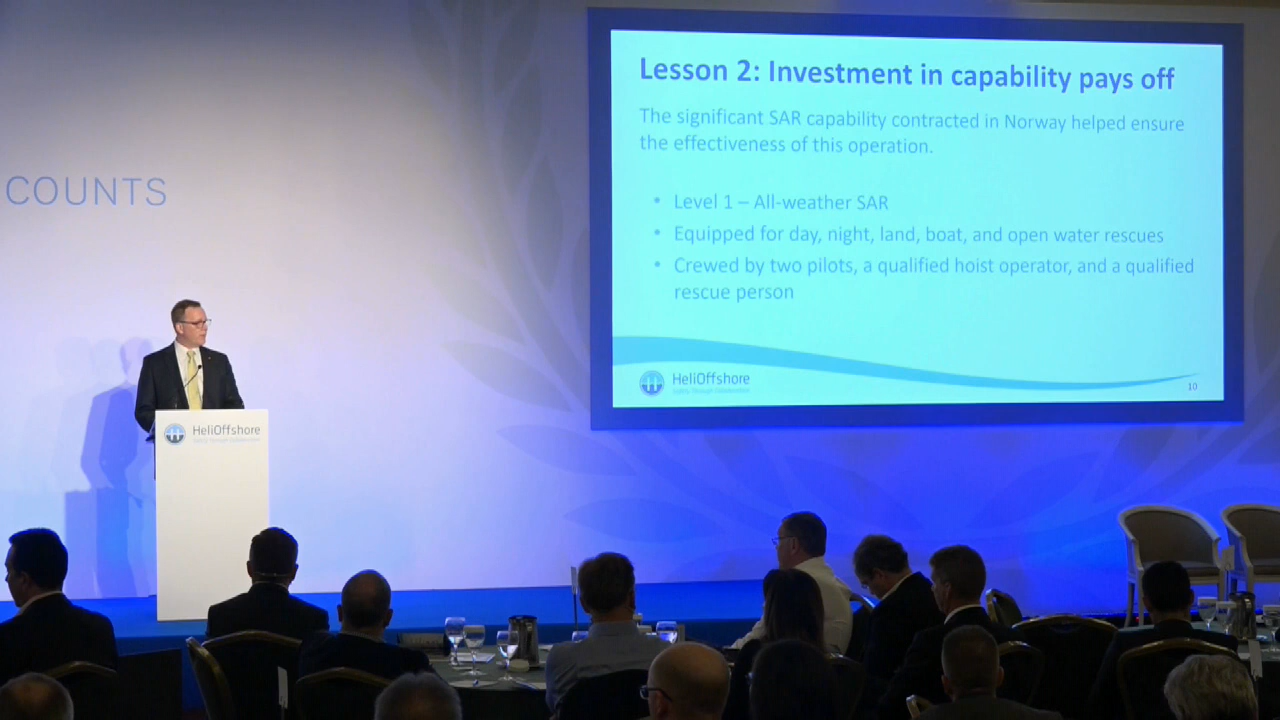 COUNTS
Lesson 2: Investment in capability pays off
The significant SAR capability contracted in Norway helped ensure
the effectiveness of this operation.
• Level 1 – All-weather SAR
• Equipped for day, night, land, boat, and open water rescues
• Crewed by two pilots, a qualified hoist operator, and a qualified
rescue person
HeliOffshore
10
HeliOffshore